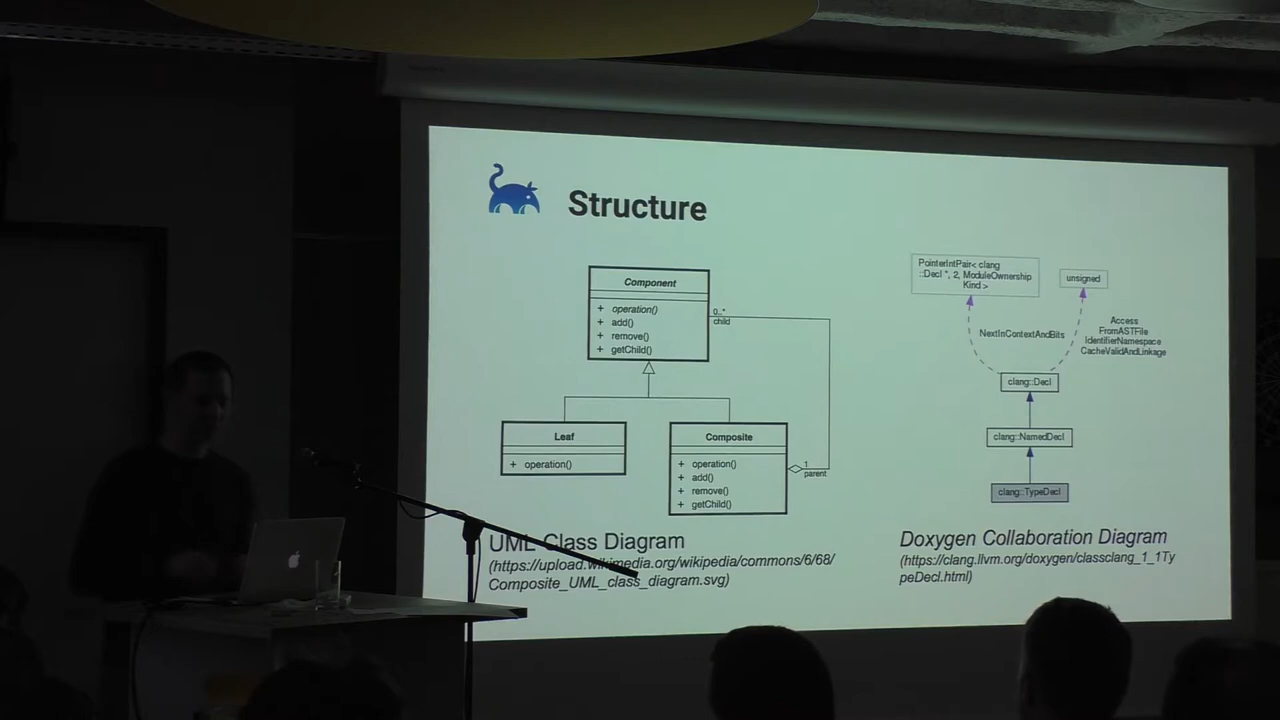 Structure
Component
+ operation()
+ add()
+ remove()
+ getChild()
0..*
child
Leaf
+ operation()
Composite
+ operation()
+ add()
+ remove()
+ getChild()
1
parent
UML Class Diagram
(https://upload.wikimedia.org/wikipedia/commons/6/68/
Composite_UML_class_diagram.svg)
PointerIntPair< clang
::Decl *, 2, ModuleOwnership
Kind >
unsigned
NextInContextAndBits
Access
FromASTFile
IdentifierNamespace
CacheValidAndLinkage
clang::Decl
clang::NamedDecl
clang::TypeDecl
Doxygen Collaboration Diagram
(https://clang.llvm.org/doxygen/classclang_1_1Ty
peDecl.html)